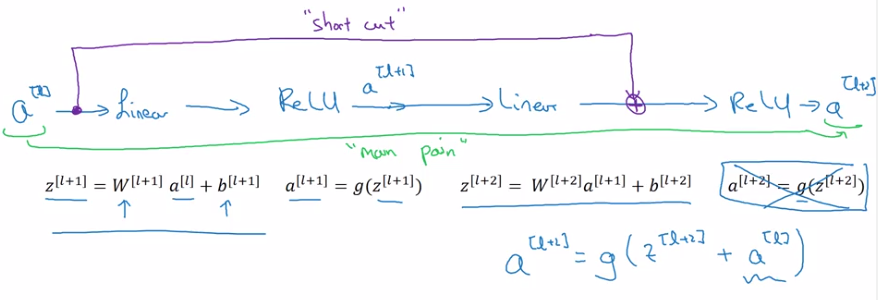 "short cut"
a^[l] → Linear → ReLU a^[l+1] → Linear → ⊕ → ReLU → a^[l+2]
"main pain"
z^[l+1] = W^[l+1] a^[l] + b^[l+1] a^[l+1] = g(z^[l+1]) z^[l+2] = W^[l+2]a^[l+1] + b^[l+2] a^[l+2] = g(z^[l+2])
a^[l+2] = g(z^[l+2] + a^[l])